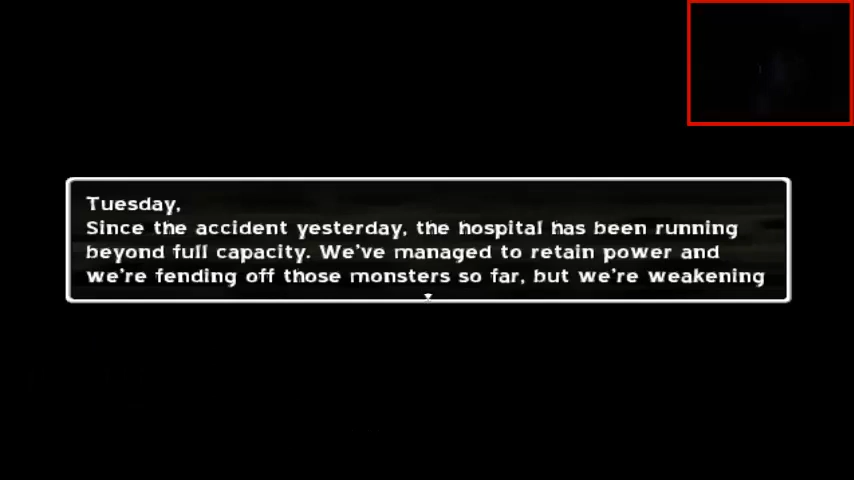 Tuesday,
Since the accident yesterday, the hospital has been running
beyond full capacity. We've managed to retain power and
we're fending off those monsters so far, but we're weakening